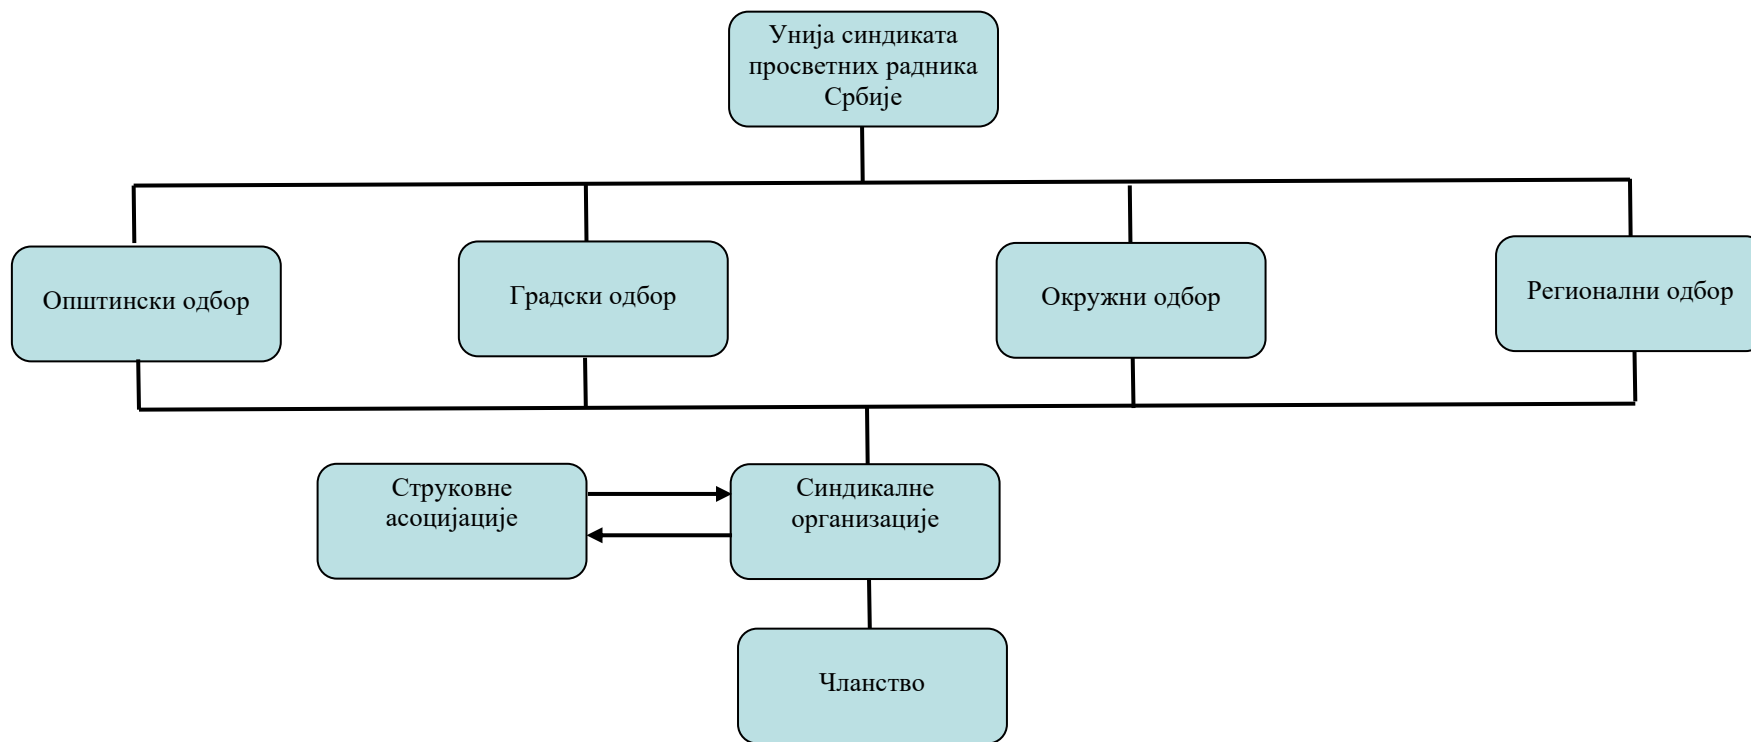 Унија синдиката
просветних радника
Србије
Општински одбор
Градски одбор
Окружни одбор
Регионални одбор
Струковне
асоцијације
Синдикалне
организације
Чланство